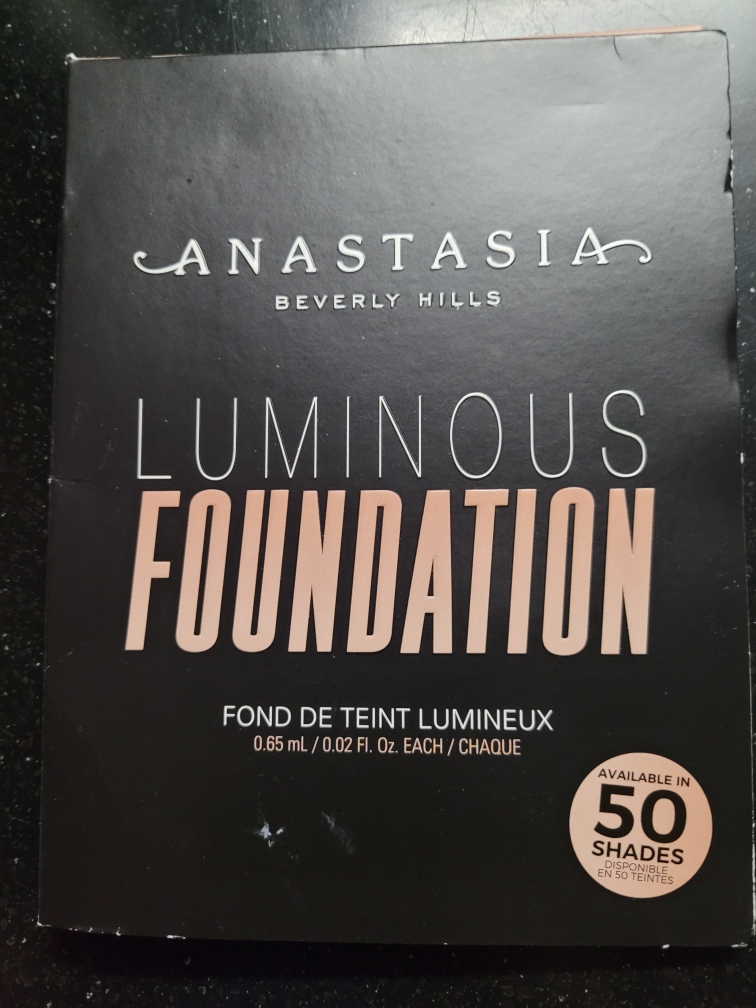 ANASTASIA
BEVERLY HILLS
LUMINOUS
FOUNDATION
FOND DE TEINT LUMINEUX
0.65 mL / 0.02 Fl. Oz. EACH / CHAQUE
AVAILABLE IN
50
SHADES
DISPONIBLE
EN 50 TEINTES